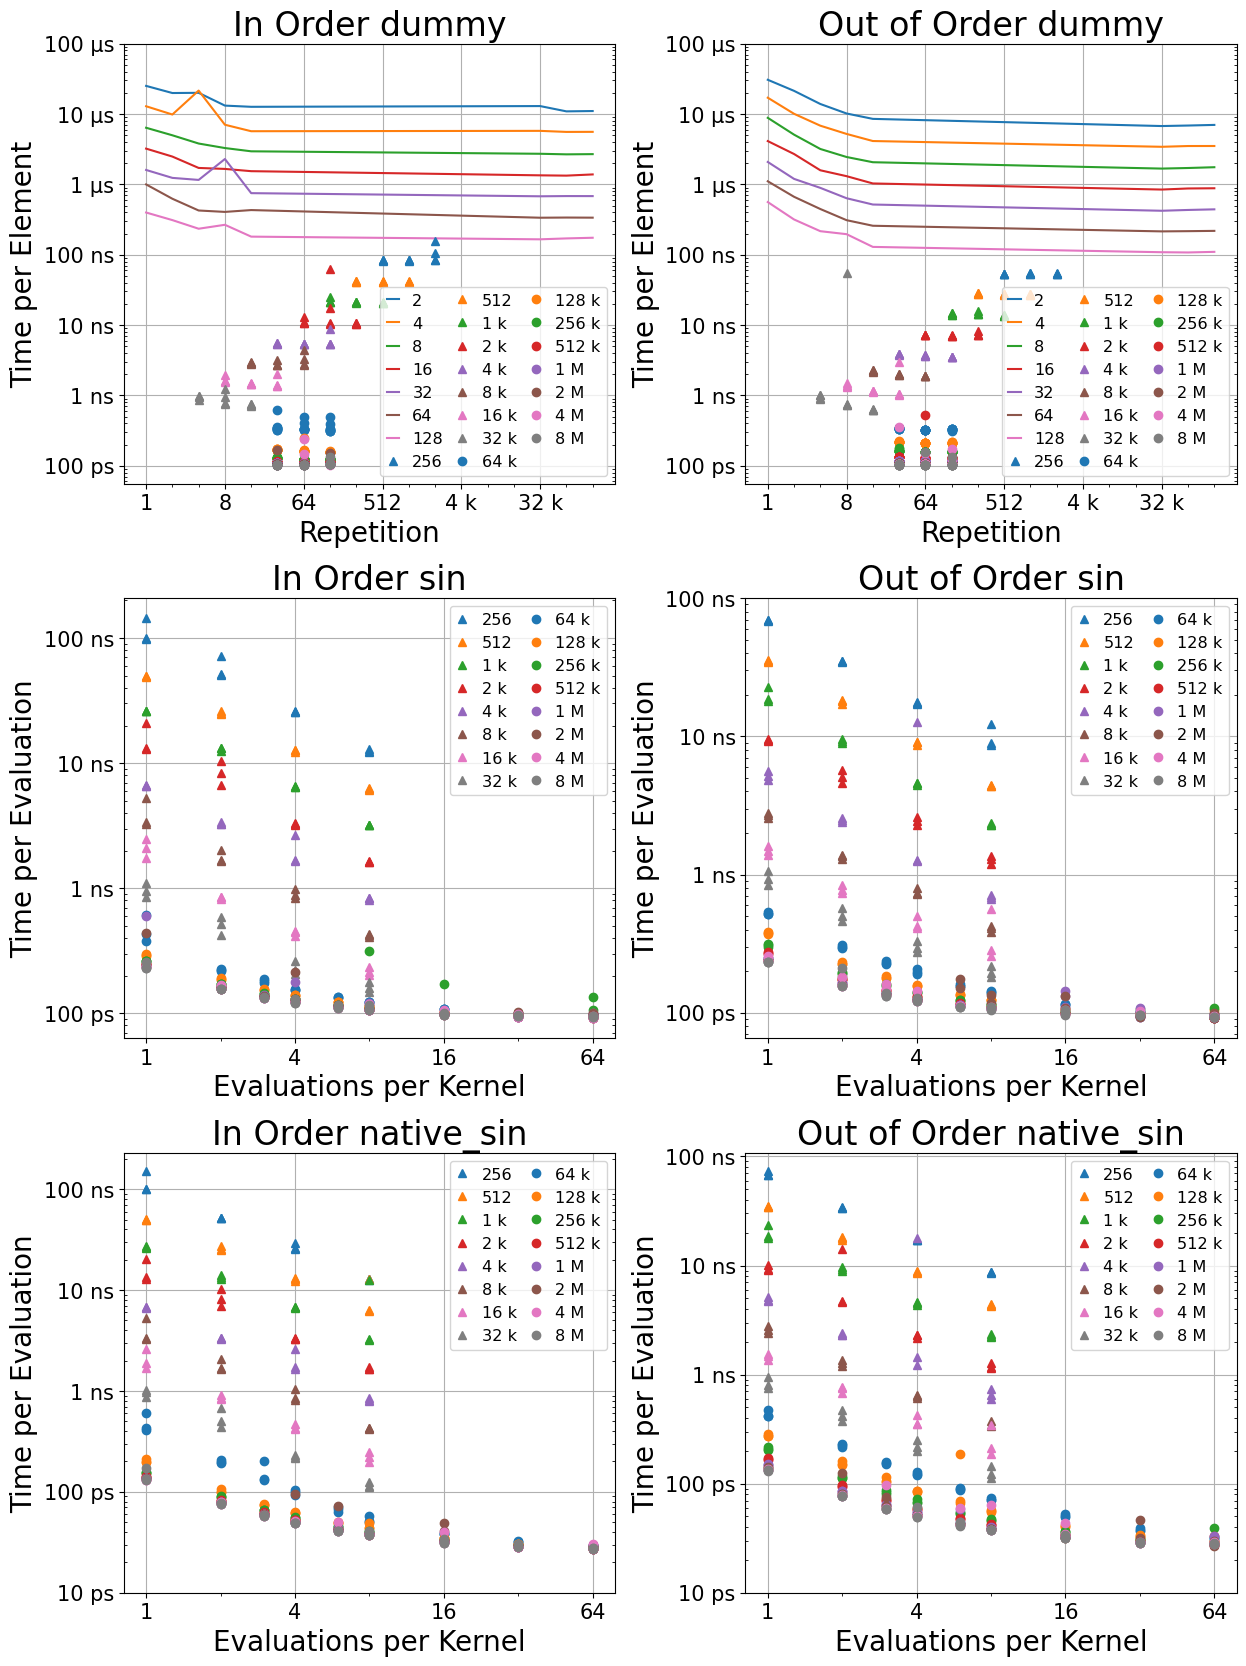 In Order dummy
100 µs
10 µs
1 µs
100 ns
10 ns
1 ns
100 ps
Time per Element
1 8 64 512 4 k 32 k
Repetition
2 512 128 k
4 1 k 256 k
8 2 k 512 k
16 4 k 1 M
32 8 k 2 M
64 16 k 4 M
128 32 k 8 M
256 64 k
Out of Order dummy
100 µs
10 µs
1 µs
100 ns
10 ns
1 ns
100 ps
Time per Element
1 8 64 512 4 k 32 k
Repetition
2 512 128 k
4 1 k 256 k
8 2 k 512 k
16 4 k 1 M
32 8 k 2 M
64 16 k 4 M
128 32 k 8 M
256 64 k
In Order sin
100 ns
10 ns
1 ns
100 ps
Time per Evaluation
1 4 16 64
Evaluations per Kernel
256 64 k
512 128 k
1 k 256 k
2 k 512 k
4 k 1 M
8 k 2 M
16 k 4 M
32 k 8 M
Out of Order sin
100 ns
10 ns
1 ns
100 ps
Time per Evaluation
1 4 16 64
Evaluations per Kernel
256 64 k
512 128 k
1 k 256 k
2 k 512 k
4 k 1 M
8 k 2 M
16 k 4 M
32 k 8 M
In Order native_sin
100 ns
10 ns
1 ns
100 ps
10 ps
Time per Evaluation
1 4 16 64
Evaluations per Kernel
256 64 k
512 128 k
1 k 256 k
2 k 512 k
4 k 1 M
8 k 2 M
16 k 4 M
32 k 8 M
Out of Order native_sin
100 ns
10 ns
1 ns
100 ps
10 ps
Time per Evaluation
1 4 16 64
Evaluations per Kernel
256 64 k
512 128 k
1 k 256 k
2 k 512 k
4 k 1 M
8 k 2 M
16 k 4 M
32 k 8 M